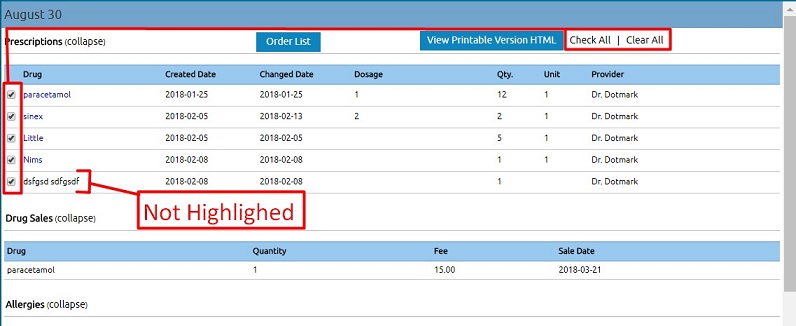 August 30
Prescriptions (collapse) Order List View Printable Version HTML Check All | Clear All
Drug Created Date Changed Date Dosage Qty. Unit Provider
paracetamol 2018-01-25 2018-01-25 1 12 1 Dr. Dotmark
sinex 2018-02-05 2018-02-13 2 2 1 Dr. Dotmark
Little 2018-02-05 2018-02-05 5 1 Dr. Dotmark
Nims 2018-02-08 2018-02-08 1 1 Dr. Dotmark
dsfgsd sdfgsdf 2018-02-08 2018-02-08 1 Dr. Dotmark
Not Highlighed
Drug Sales (collapse)
Drug Quantity Fee Sale Date
paracetamol 1 15.00 2018-03-21
Allergies (collapse)